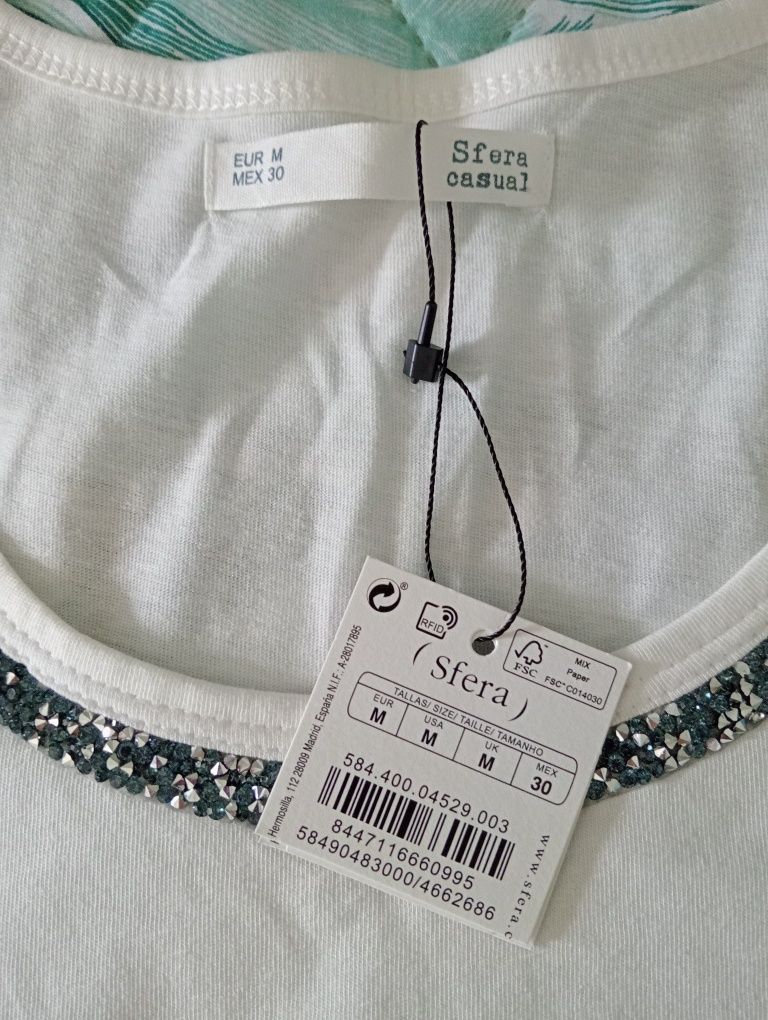 EUR M
MEX 30
Sfera
casual
®
RFID
FSC
MIX
Paper
FSC® C014030
( Sfera )
TALLAS/ SIZE/ TAILLE/ TAMANHO
EUR
M
USA
M
UK
M
MEX
30
584.400.04529.003
8447116660995
58490483000/4662686
Hermosilla, 112 28009 Madrid, España N.I.F.: A-28017895
www.sfera.c